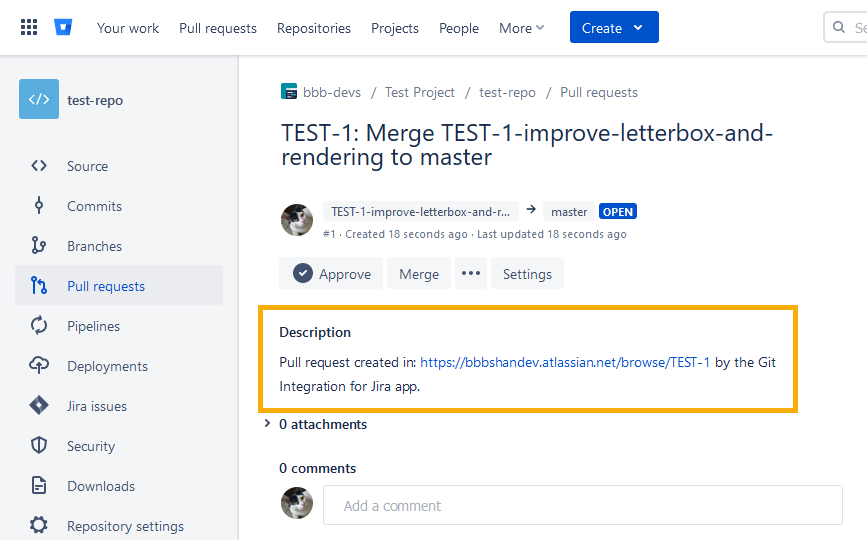 Your work Pull requests Repositories Projects People More Create
</> test-repo
Source
Commits
Branches
Pull requests
Pipelines
Deployments
Jira issues
Security
Downloads
Repository settings
bbb-devs / Test Project / test-repo / Pull requests
TEST-1: Merge TEST-1-improve-letterbox-and-
rendering to master
TEST-1-improve-letterbox-and-r... → master OPEN
#1 · Created 18 seconds ago · Last updated 18 seconds ago
Approve Merge ••• Settings
Description
Pull request created in: https://bbbshandev.atlassian.net/browse/TEST-1 by the Git
Integration for Jira app.
0 attachments
0 comments
Add a comment